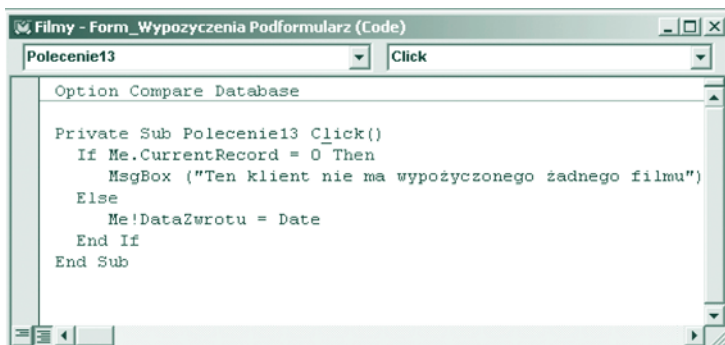 Filmy - Form_Wypozyczenia Podformularz (Code)
Polecenie13 Click
Option Compare Database
Private Sub Polecenie13_Click()
If Me.CurrentRecord = 0 Then
MsgBox ("Ten klient nie ma wypożyczonego żadnego filmu")
Else
Me!DataZwrotu = Date
End If
End Sub